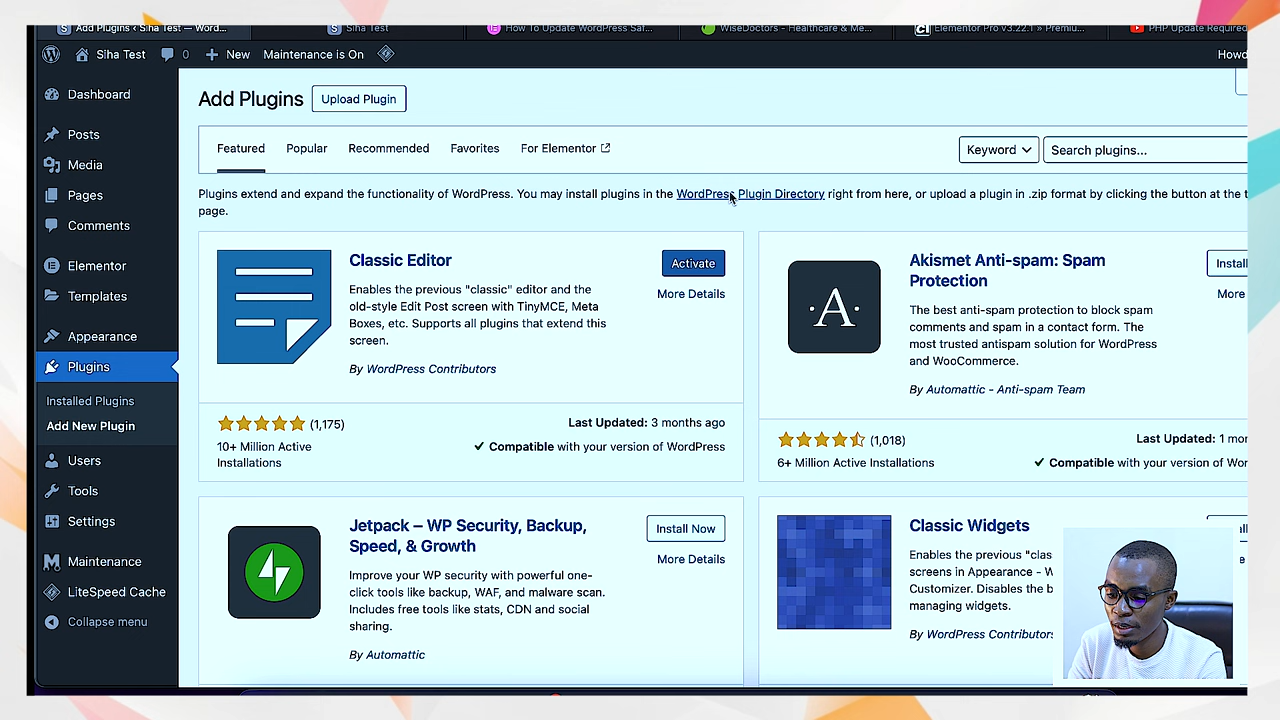 Add Plugins ‹ Siha Test — Word...
Siha Test
How To Update WordPress Saf...
WiseDoctors - Healthcare & Me...
Elementor Pro v3.22.1 » Premiu...
PHP Update Required
Siha Test
0
New
Maintenance is On
Howd
Dashboard
Posts
Media
Pages
Comments
Elementor
Templates
Appearance
Plugins
Installed Plugins
Add New Plugin
Users
Tools
Settings
Maintenance
LiteSpeed Cache
Collapse menu
Add Plugins
Upload Plugin
Featured
Popular
Recommended
Favorites
For Elementor
Keyword
Search plugins...
Plugins extend and expand the functionality of WordPress. You may install plugins in the WordPress Plugin Directory right from here, or upload a plugin in .zip format by clicking the button at the t
page.
Classic Editor
Activate
More Details
Enables the previous "classic" editor and the
old-style Edit Post screen with TinyMCE, Meta
Boxes, etc. Supports all plugins that extend this
screen.
By WordPress Contributors
(1,175)
10+ Million Active
Installations
Last Updated: 3 months ago
Compatible with your version of WordPress
Akismet Anti-spam: Spam
Protection
Install
More
The best anti-spam protection to block spam
comments and spam in a contact form. The
most trusted antispam solution for WordPress
and WooCommerce.
By Automattic - Anti-spam Team
(1,018)
6+ Million Active Installations
Last Updated: 1 mor
Compatible with your version of Wor
Jetpack – WP Security, Backup,
Speed, & Growth
Install Now
More Details
Improve your WP security with powerful one-
click tools like backup, WAF, and malware scan.
Includes free tools like stats, CDN and social
sharing.
By Automattic
Classic Widgets
Enables the previous "clas
screens in Appearance - W
Customizer. Disables the b
managing widgets.
By WordPress Contributors